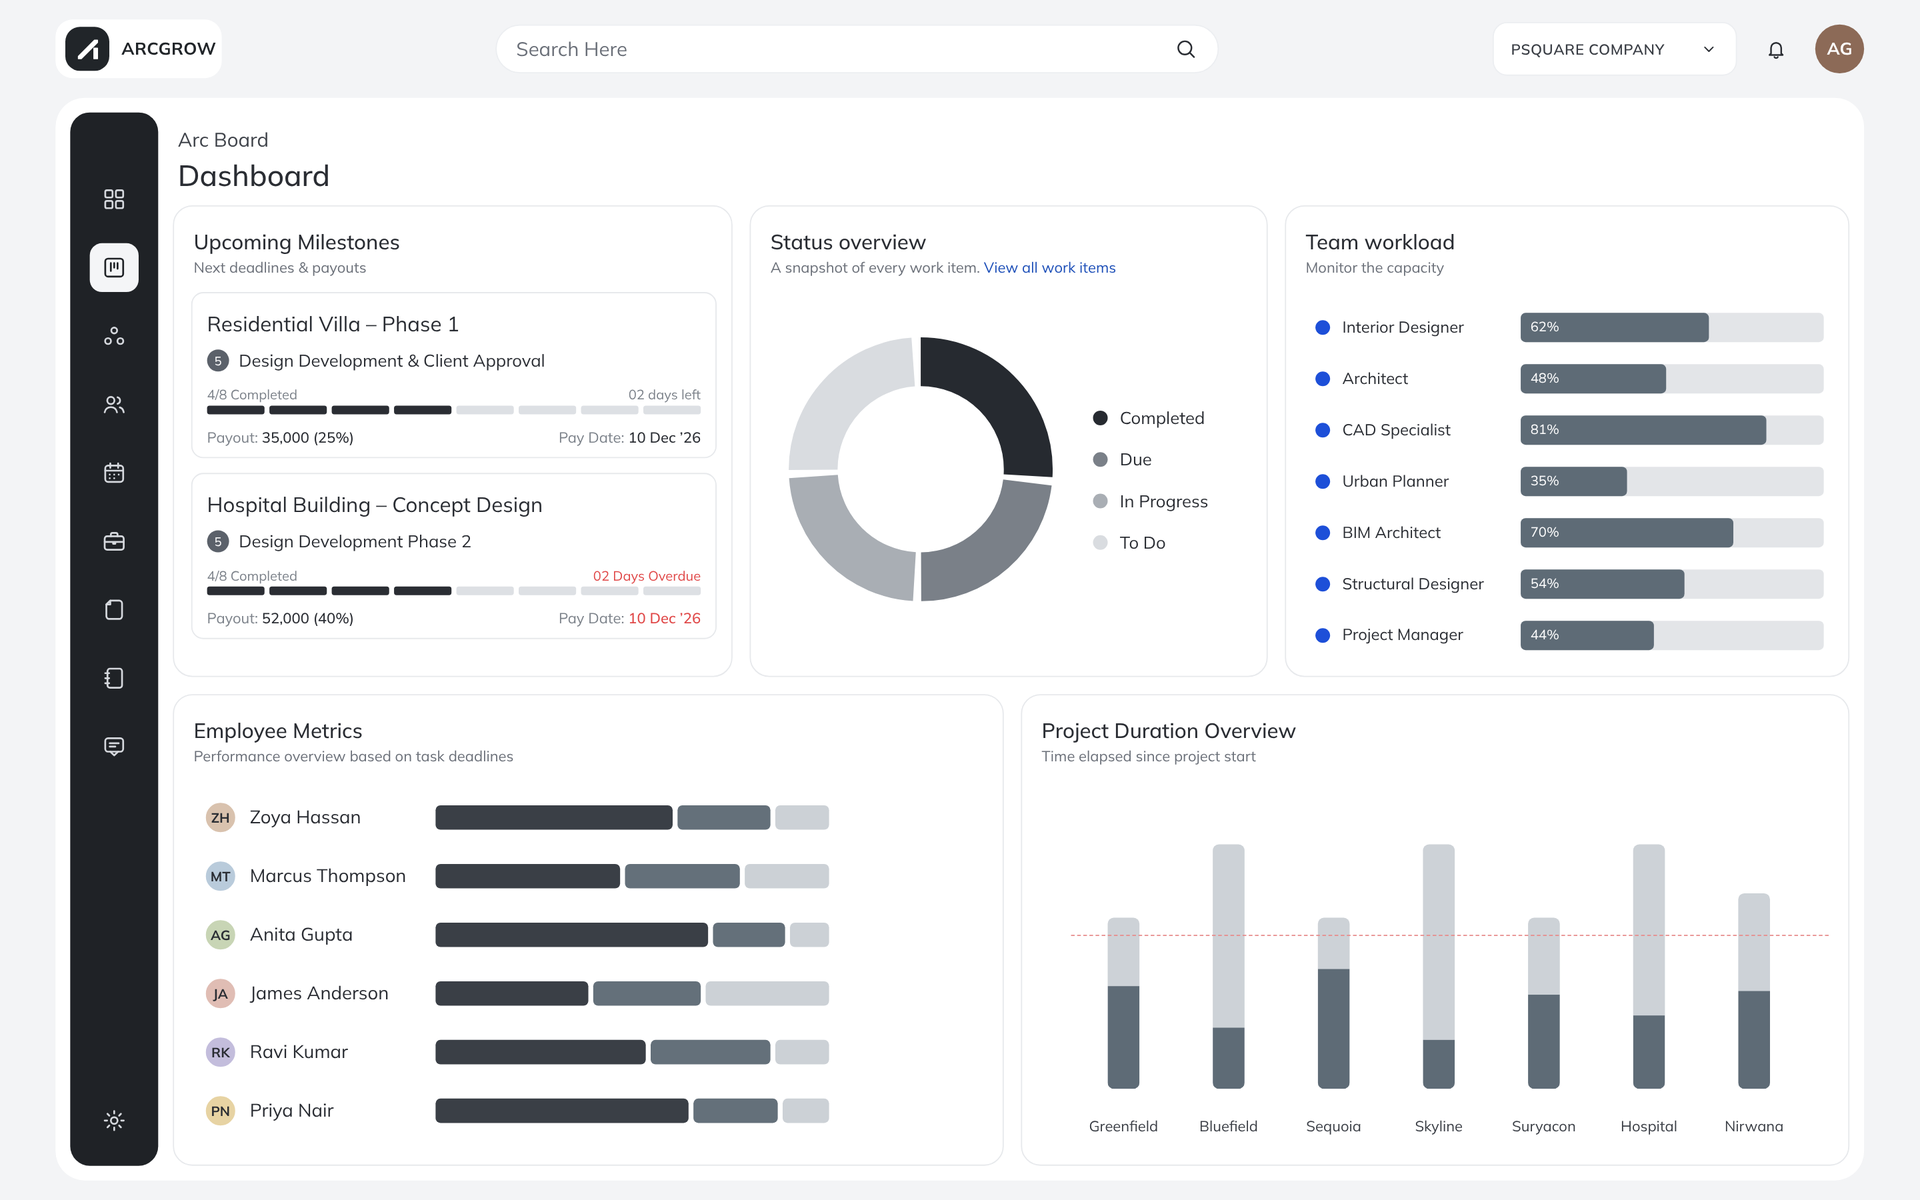 ARCGROW
Search Here
PSQUARE COMPANY
AG
Arc Board
Dashboard
Upcoming Milestones
Next deadlines & payouts
Residential Villa – Phase 1
5 Design Development & Client Approval
4/8 Completed 02 days left
Payout: 35,000 (25%) Pay Date: 10 Dec ’26
Hospital Building – Concept Design
5 Design Development Phase 2
4/8 Completed 02 Days Overdue
Payout: 52,000 (40%) Pay Date: 10 Dec ’26
Status overview
A snapshot of every work item. View all work items
Completed
Due
In Progress
To Do
Team workload
Monitor the capacity
Interior Designer 62%
Architect 48%
CAD Specialist 81%
Urban Planner 35%
BIM Architect 70%
Structural Designer 54%
Project Manager 44%
Employee Metrics
Performance overview based on task deadlines
ZH Zoya Hassan
MT Marcus Thompson
AG Anita Gupta
JA James Anderson
RK Ravi Kumar
PN Priya Nair
Project Duration Overview
Time elapsed since project start
Greenfield Bluefield Sequoia Skyline Suryacon Hospital Nirwana